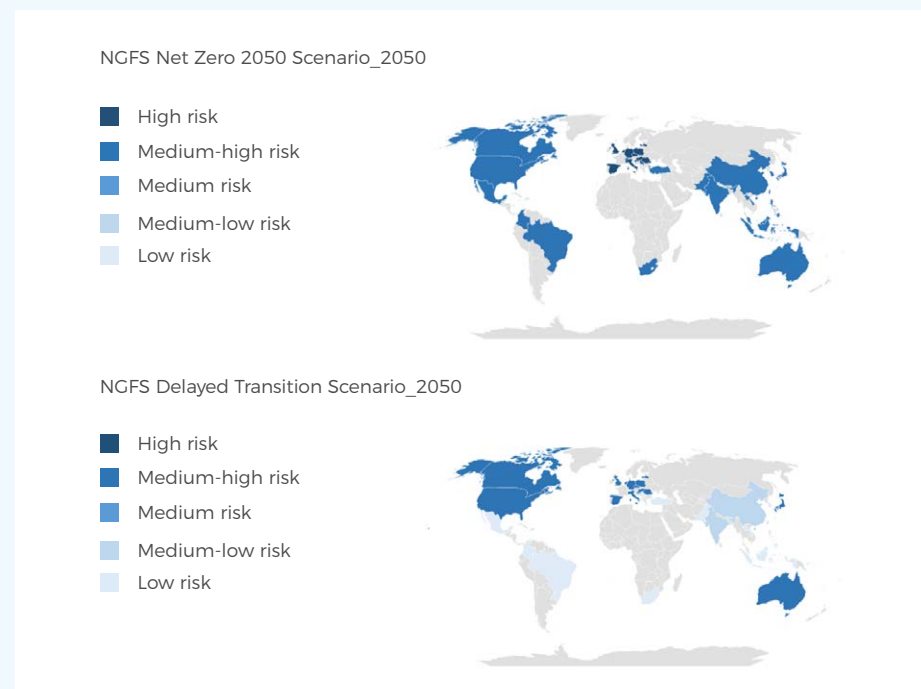 NGFS Net Zero 2050 Scenario_2050
High risk
Medium-high risk
Medium risk
Medium-low risk
Low risk
NGFS Delayed Transition Scenario_2050
High risk
Medium-high risk
Medium risk
Medium-low risk
Low risk